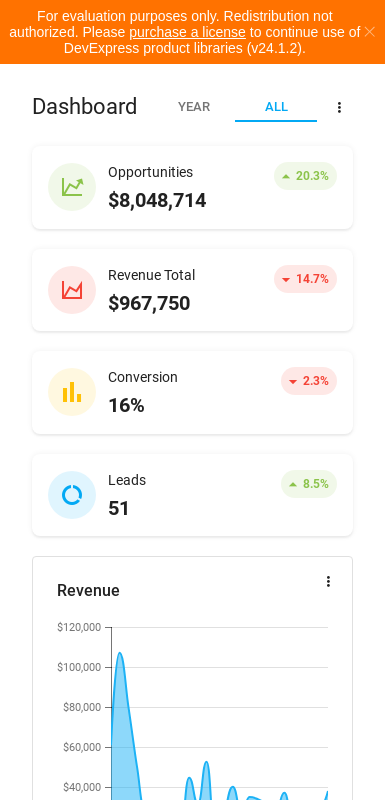 For evaluation purposes only. Redistribution not
authorized. Please purchase a license to continue use of
DevExpress product libraries (v24.1.2).
Dashboard YEAR ALL
Opportunities 20.3%
$8,048,714
Revenue Total 14.7%
$967,750
Conversion 2.3%
16%
Leads 8.5%
51
Revenue
$120,000
$100,000
$80,000
$60,000
$40,000